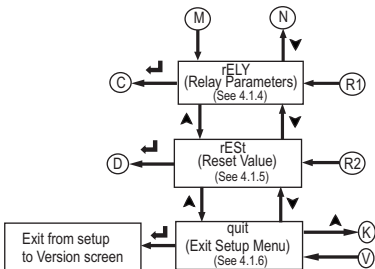 M
N
rELY
(Relay Parameters)
(See 4.1.4)
C
R1
rESt
(Reset Value)
(See 4.1.5)
D
R2
quit
(Exit Setup Menu)
(See 4.1.6)
K
V
Exit from setup
to Version screen